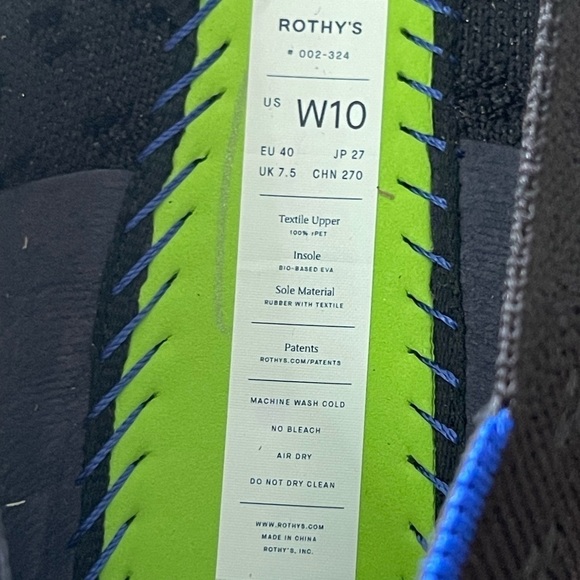 ROTHY'S
# 002-324
US W10
EU 40 JP 27
UK 7.5 CHN 270
Textile Upper
100% rPET
Insole
BIO-BASED EVA
Sole Material
RUBBER WITH TEXTILE
Patents
ROTHYS.COM/PATENTS
MACHINE WASH COLD
NO BLEACH
AIR DRY
DO NOT DRY CLEAN
WWW.ROTHYS.COM
MADE IN CHINA
ROTHY'S, INC.